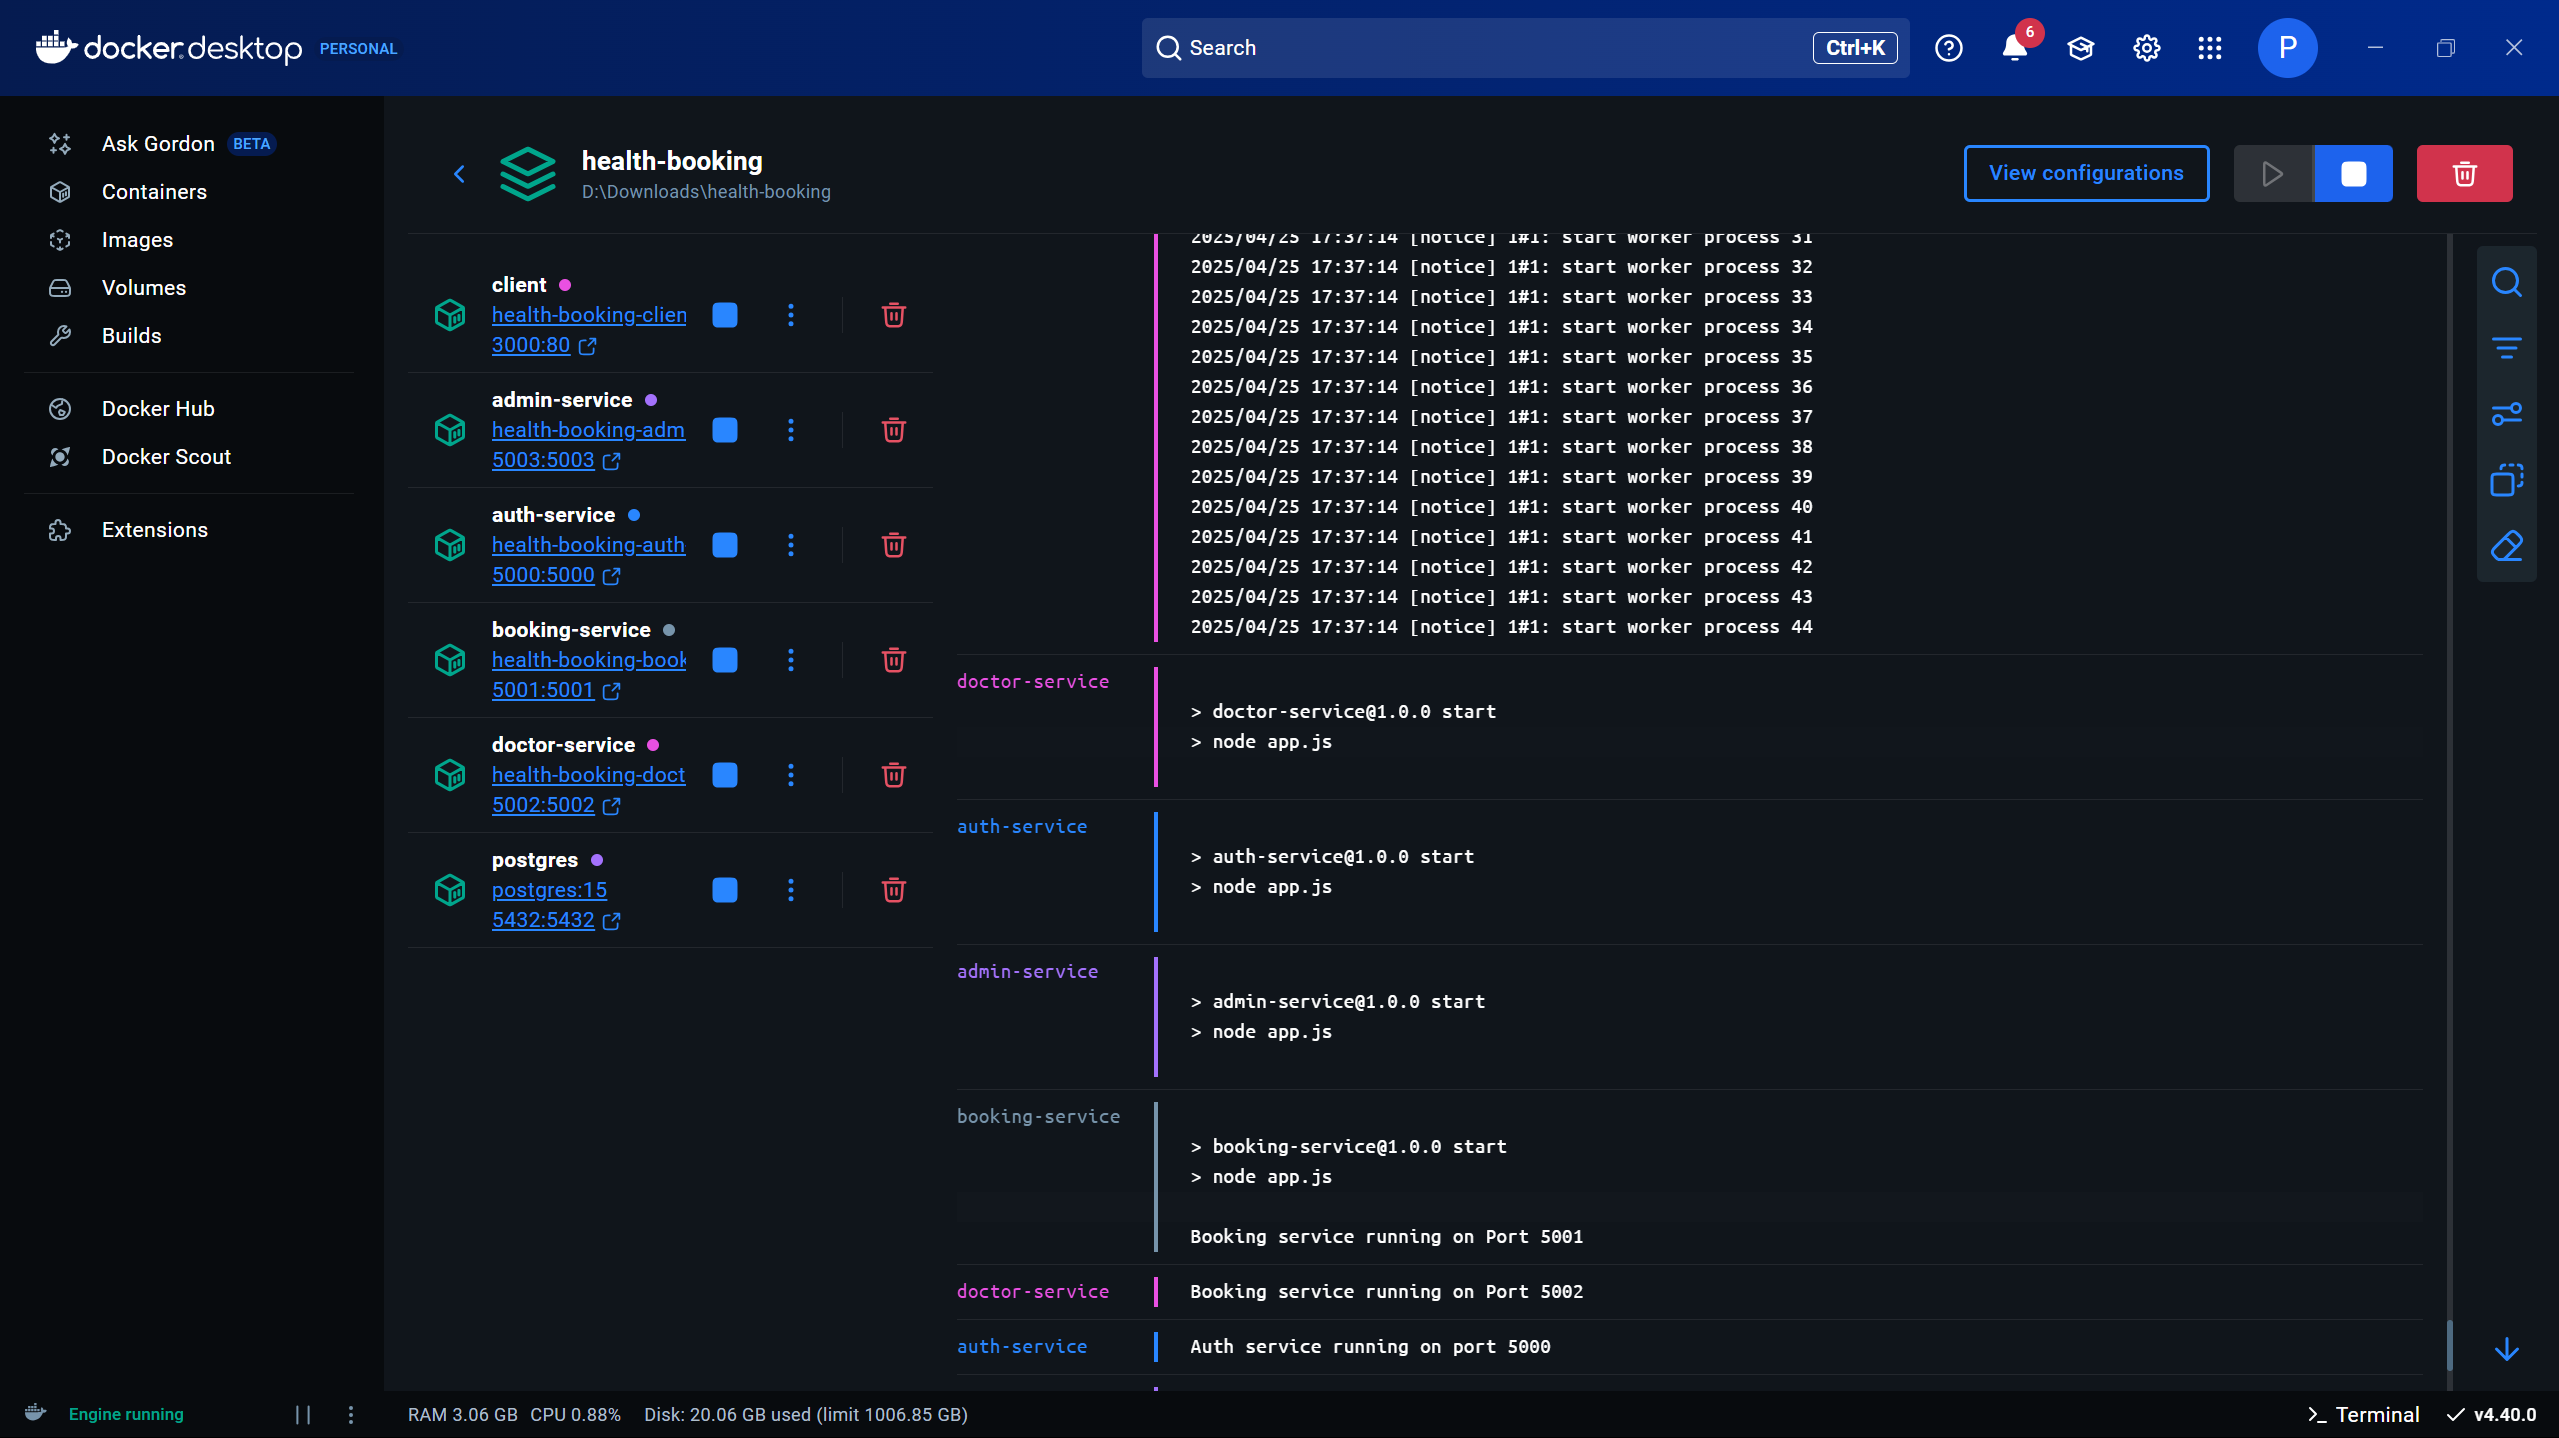 docker desktop PERSONAL
Search
Ctrl+K
6
P
Ask Gordon BETA
Containers
Images
Volumes
Builds
Docker Hub
Docker Scout
Extensions
health-booking
D:\Downloads\health-booking
View configurations
client
health-booking-clien
3000:80
admin-service
health-booking-adm
5003:5003
auth-service
health-booking-auth
5000:5000
booking-service
health-booking-book
5001:5001
doctor-service
health-booking-doct
5002:5002
postgres
postgres:15
5432:5432
2025/04/25 17:37:14 [notice] 1#1: start worker process 31
2025/04/25 17:37:14 [notice] 1#1: start worker process 32
2025/04/25 17:37:14 [notice] 1#1: start worker process 33
2025/04/25 17:37:14 [notice] 1#1: start worker process 34
2025/04/25 17:37:14 [notice] 1#1: start worker process 35
2025/04/25 17:37:14 [notice] 1#1: start worker process 36
2025/04/25 17:37:14 [notice] 1#1: start worker process 37
2025/04/25 17:37:14 [notice] 1#1: start worker process 38
2025/04/25 17:37:14 [notice] 1#1: start worker process 39
2025/04/25 17:37:14 [notice] 1#1: start worker process 40
2025/04/25 17:37:14 [notice] 1#1: start worker process 41
2025/04/25 17:37:14 [notice] 1#1: start worker process 42
2025/04/25 17:37:14 [notice] 1#1: start worker process 43
2025/04/25 17:37:14 [notice] 1#1: start worker process 44
doctor-service
> doctor-service@1.0.0 start
> node app.js
auth-service
> auth-service@1.0.0 start
> node app.js
admin-service
> admin-service@1.0.0 start
> node app.js
booking-service
> booking-service@1.0.0 start
> node app.js
Booking service running on Port 5001
doctor-service Booking service running on Port 5002
auth-service Auth service running on port 5000
Engine running
RAM 3.06 GB CPU 0.88% Disk: 20.06 GB used (limit 1006.85 GB)
Terminal
v4.40.0